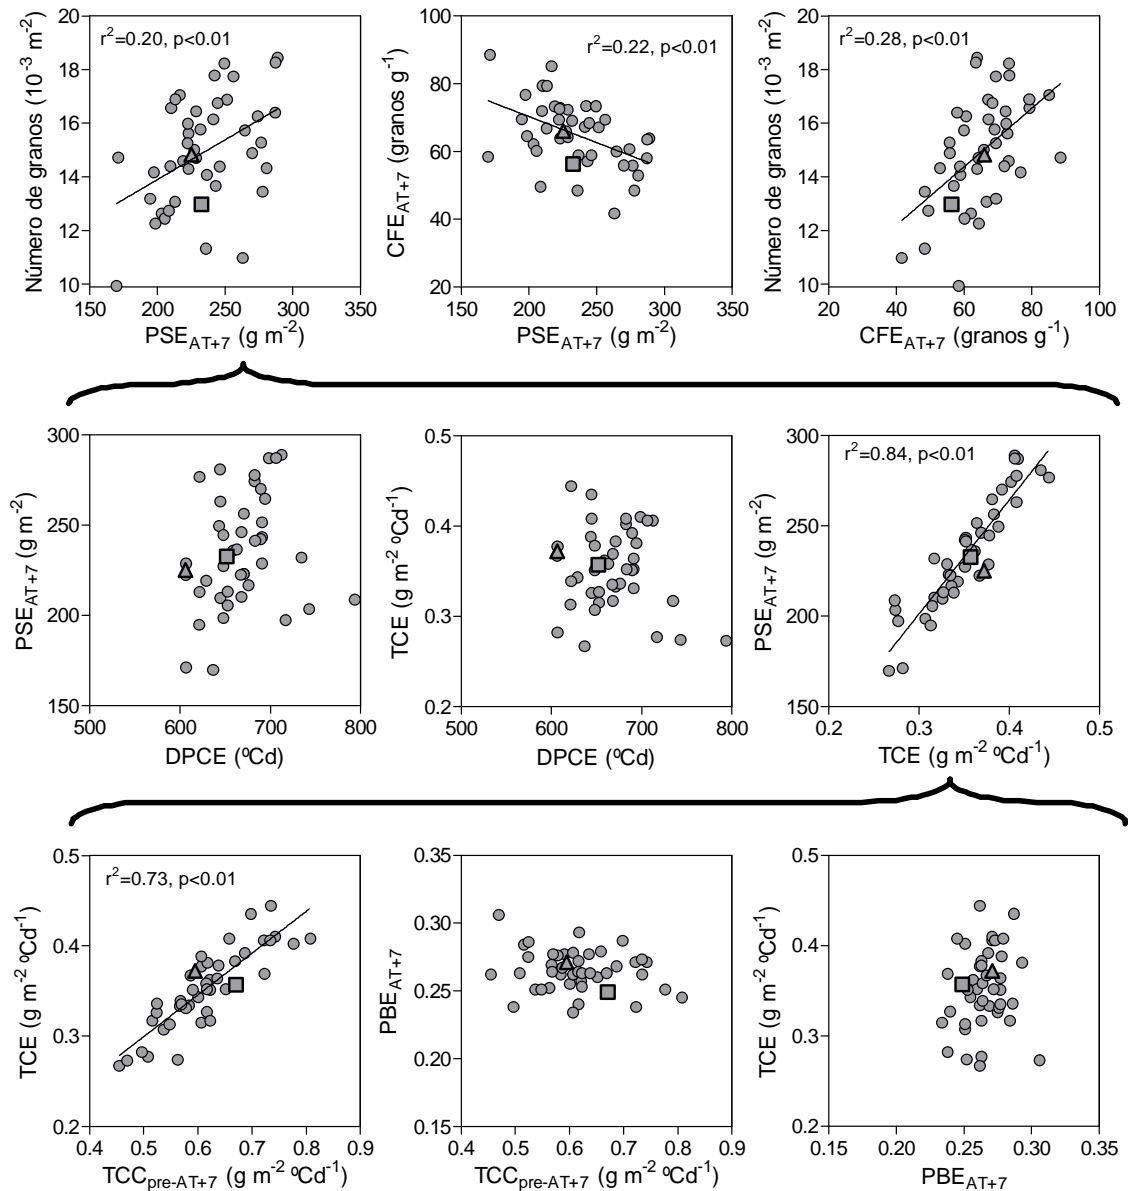 r²=0.20, p<0.01
Número de granos (10⁻³ m⁻²)
20
18
16
14
12
10
150 200 250 300 350
PSE_AT+7 (g m⁻²)
r²=0.22, p<0.01
CFE_AT+7 (granos g⁻¹)
100
80
60
40
20
150 200 250 300 350
PSE_AT+7 (g m⁻²)
r²=0.28, p<0.01
Número de granos (10⁻³ m⁻²)
20
18
16
14
12
10
20 40 60 80 100
CFE_AT+7 (granos g⁻¹)
PSE_AT+7 (g m⁻²)
300
250
200
150
500 600 700 800
DPCE (ºCd)
TCE (g m⁻² ºCd⁻¹)
0.5
0.4
0.3
0.2
500 600 700 800
DPCE (ºCd)
r²=0.84, p<0.01
PSE_AT+7 (g m⁻²)
300
250
200
150
0.2 0.3 0.4 0.5
TCE (g m⁻² ºCd⁻¹)
r²=0.73, p<0.01
TCE (g m⁻² ºCd⁻¹)
0.5
0.4
0.3
0.2
0.4 0.5 0.6 0.7 0.8 0.9
TCC_pre-AT+7 (g m⁻² ºCd⁻¹)
PBE_AT+7
0.35
0.30
0.25
0.20
0.15
0.4 0.5 0.6 0.7 0.8 0.9
TCC_pre-AT+7 (g m⁻² ºCd⁻¹)
TCE (g m⁻² ºCd⁻¹)
0.5
0.4
0.3
0.2
0.15 0.20 0.25 0.30 0.35
PBE_AT+7